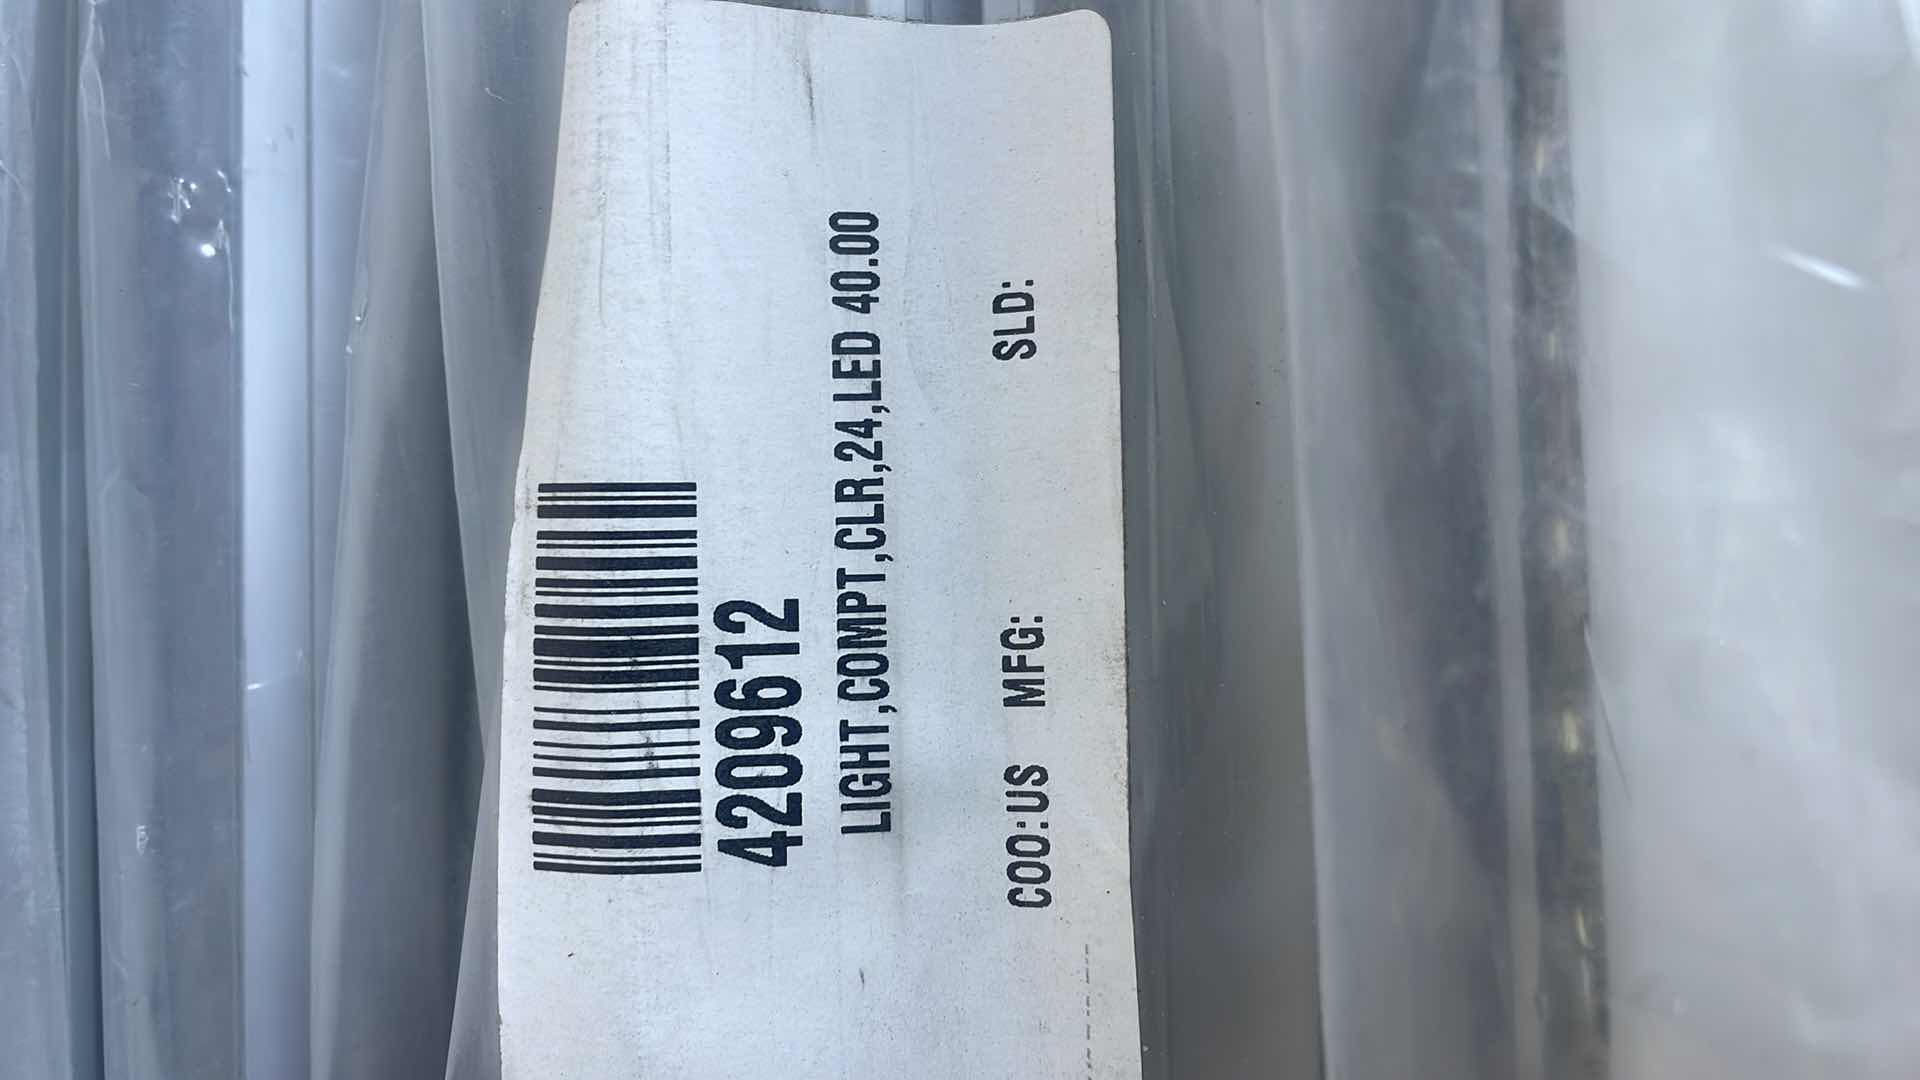 4209612
LIGHT,COMPT,CLR,24,LED 40.00
COO:US MFG: SLD: